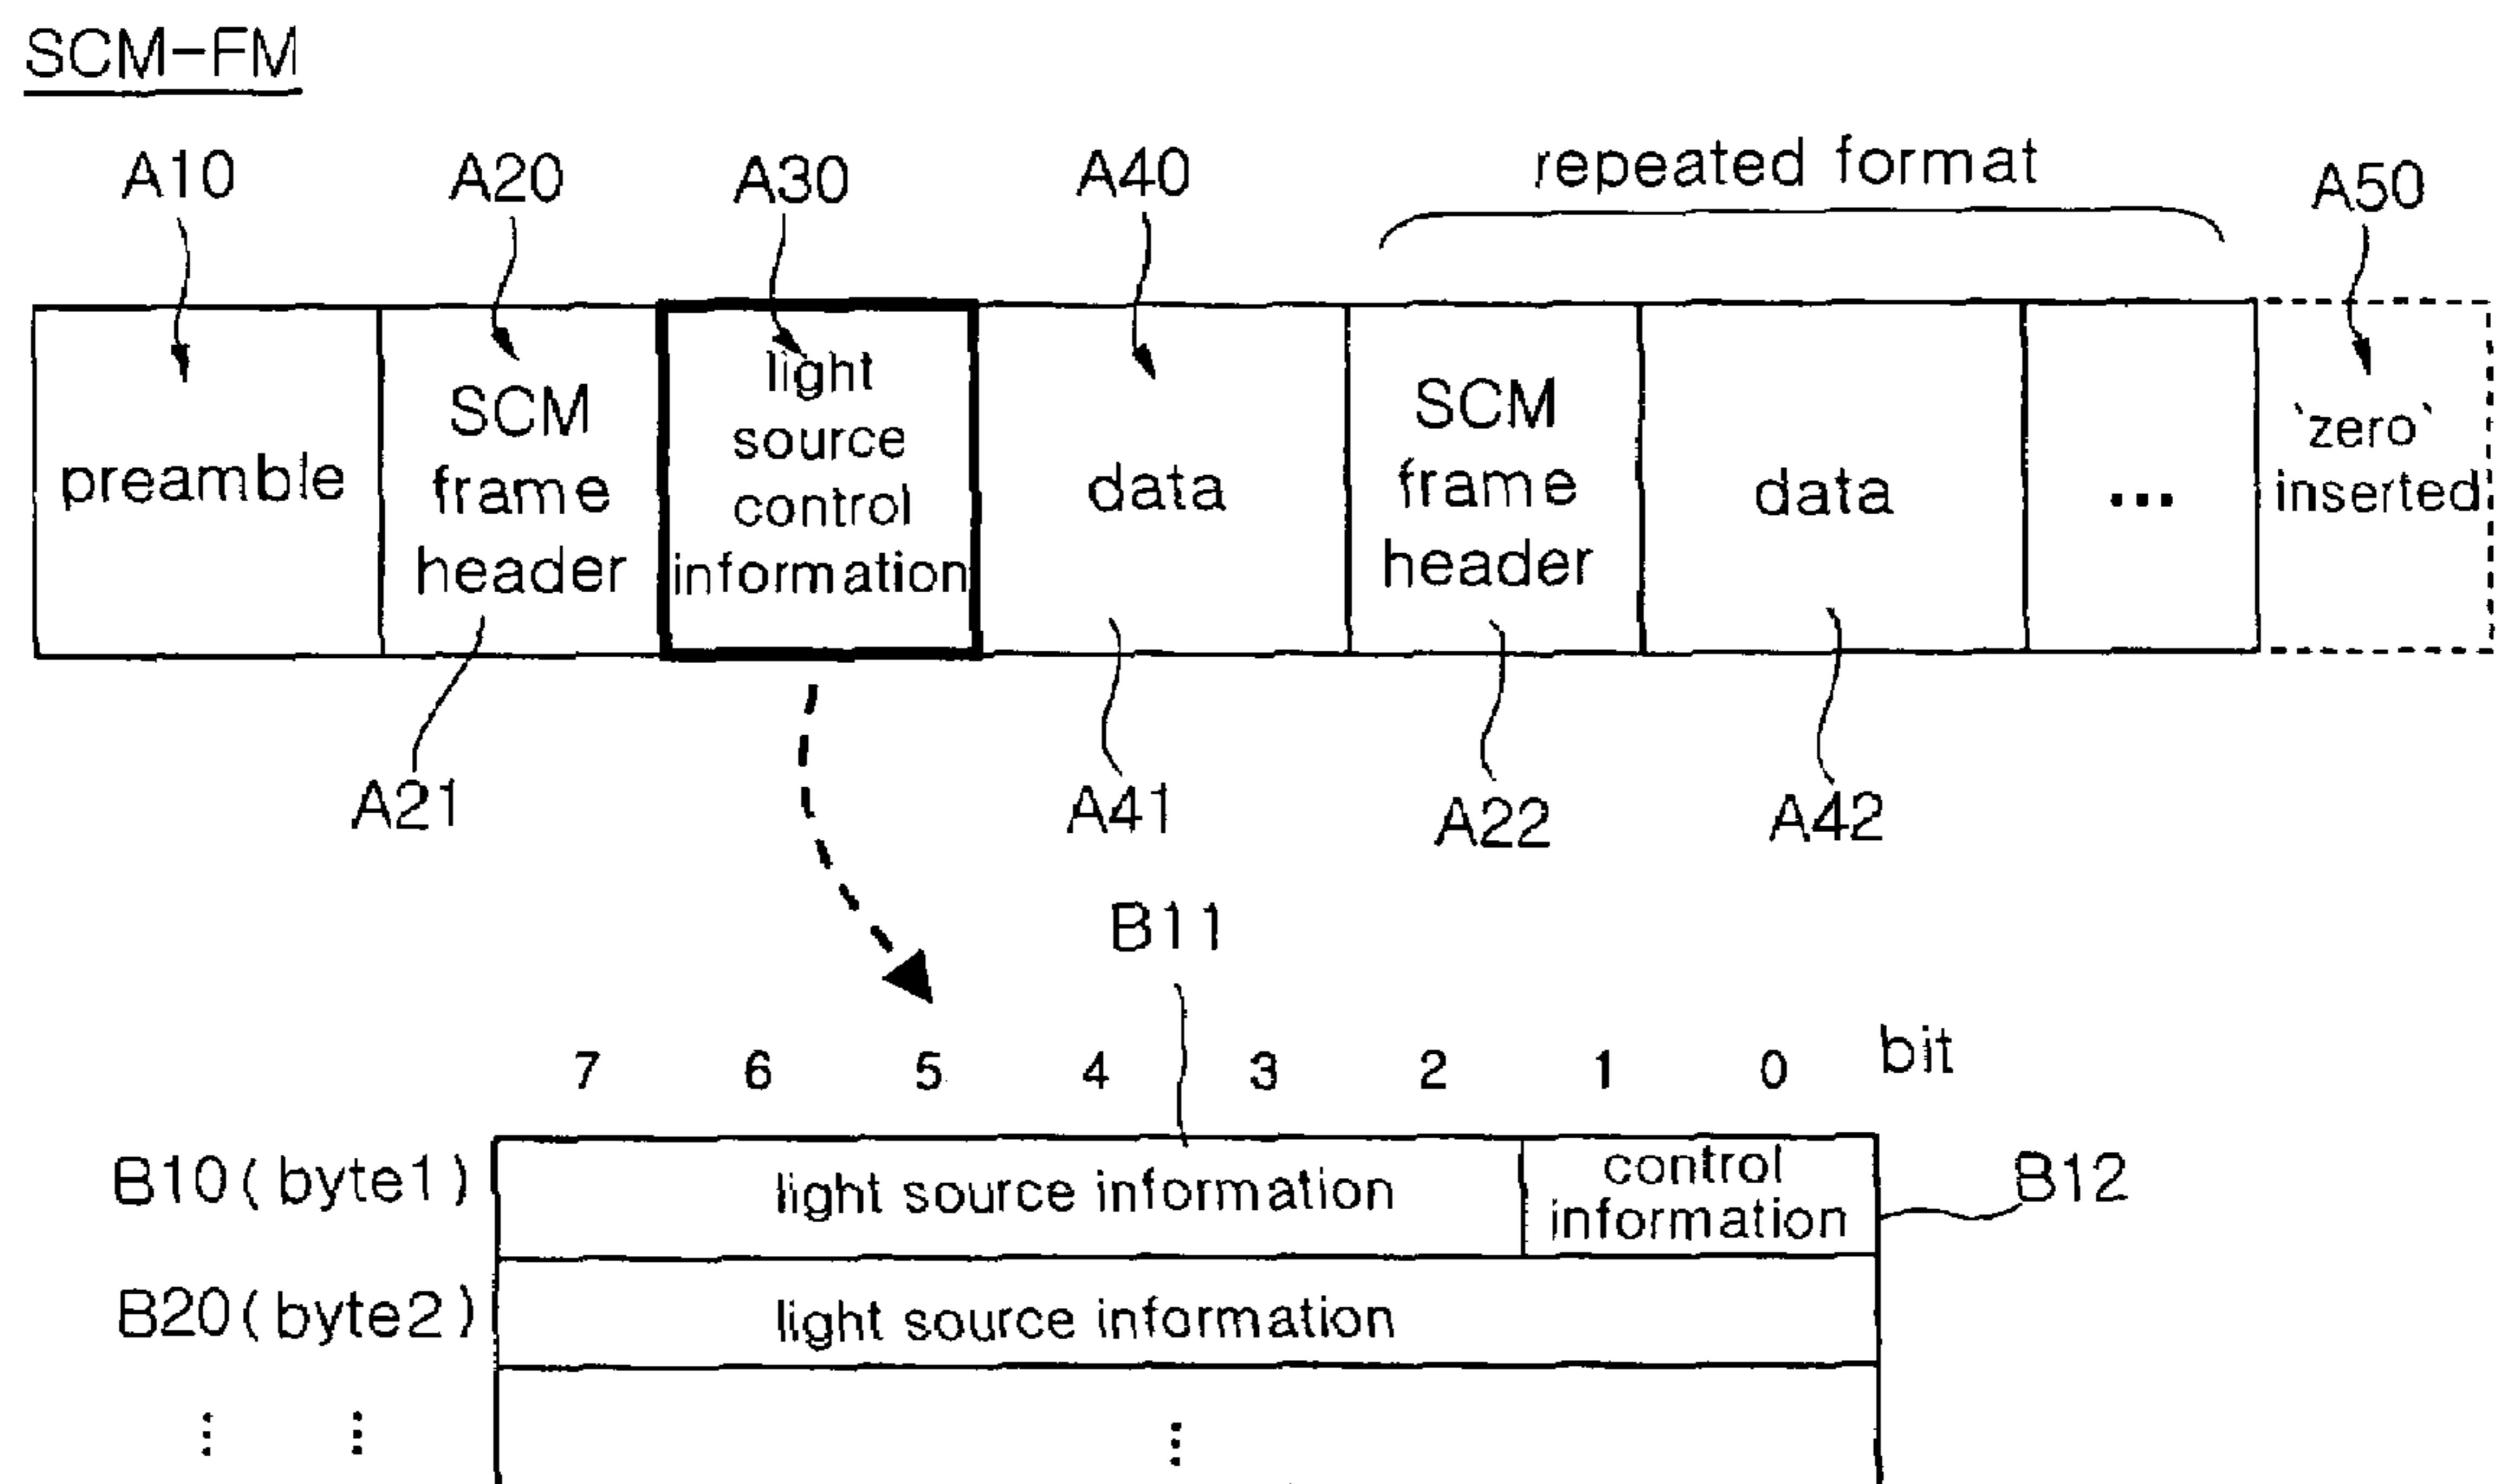 SCM-FM
A10
A20
A30
A40
repeated format
A50
preamble
SCM
frame
header
light
source
control
information
data
SCM
frame
header
data
...
'zero'
inserted
A21
A41
A22
A42
B11
7 6 5 4 3 2 1 0 bit
B10(byte1)
light source information
control
information
B12
B20(byte2)
light source information